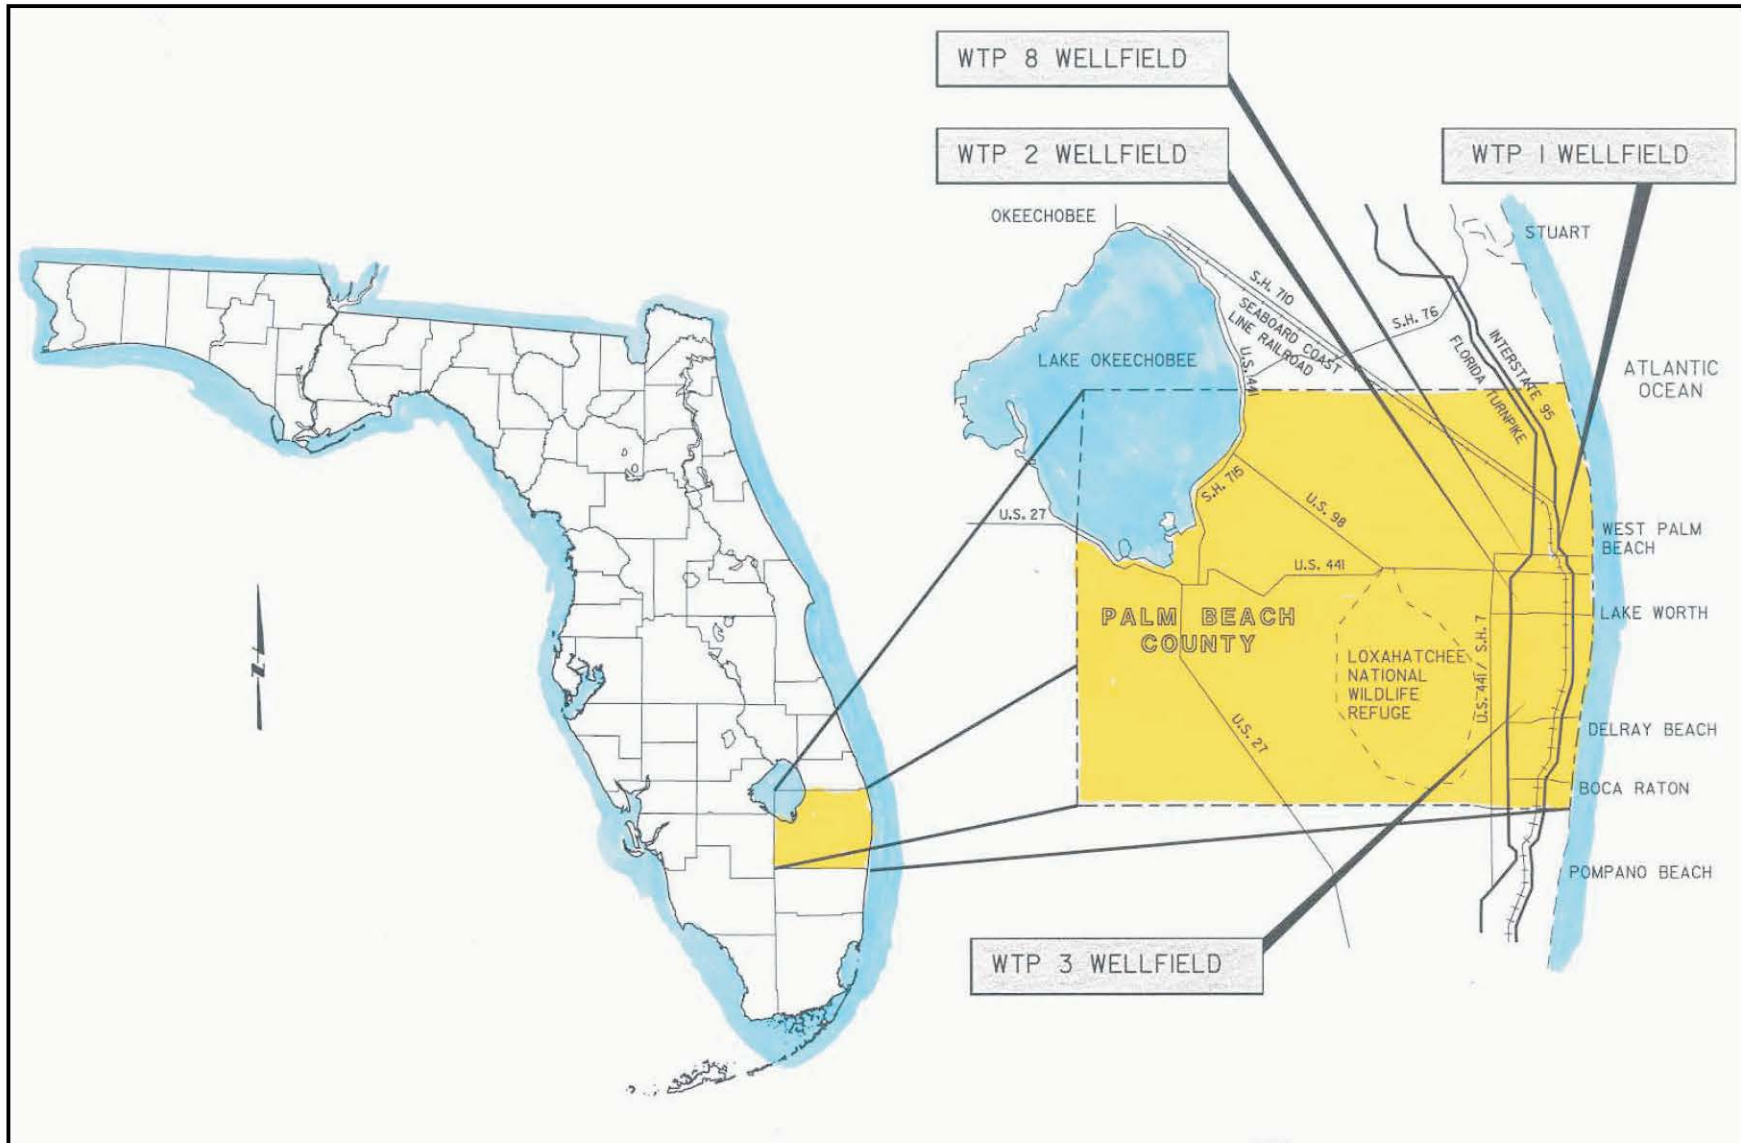 WTP 8 WELLFIELD
WTP 2 WELLFIELD
WTP 1 WELLFIELD
OKEECHOBEE
STUART
S.H. 710
SEABOARD COAST
LINE RAILROAD
S.H. 76
U.S. 441
INTERSTATE 95
FLORIDA TURNPIKE
LAKE OKEECHOBEE
ATLANTIC
OCEAN
S.H. 715
U.S. 98
U.S. 27
WEST PALM
BEACH
U.S. 441
PALM BEACH
COUNTY
LAKE WORTH
U.S. 441/ S.H. 7
LOXAHATCHEE
NATIONAL
WILDLIFE
REFUGE
N
U.S. 27
DELRAY BEACH
BOCA RATON
POMPANO BEACH
WTP 3 WELLFIELD